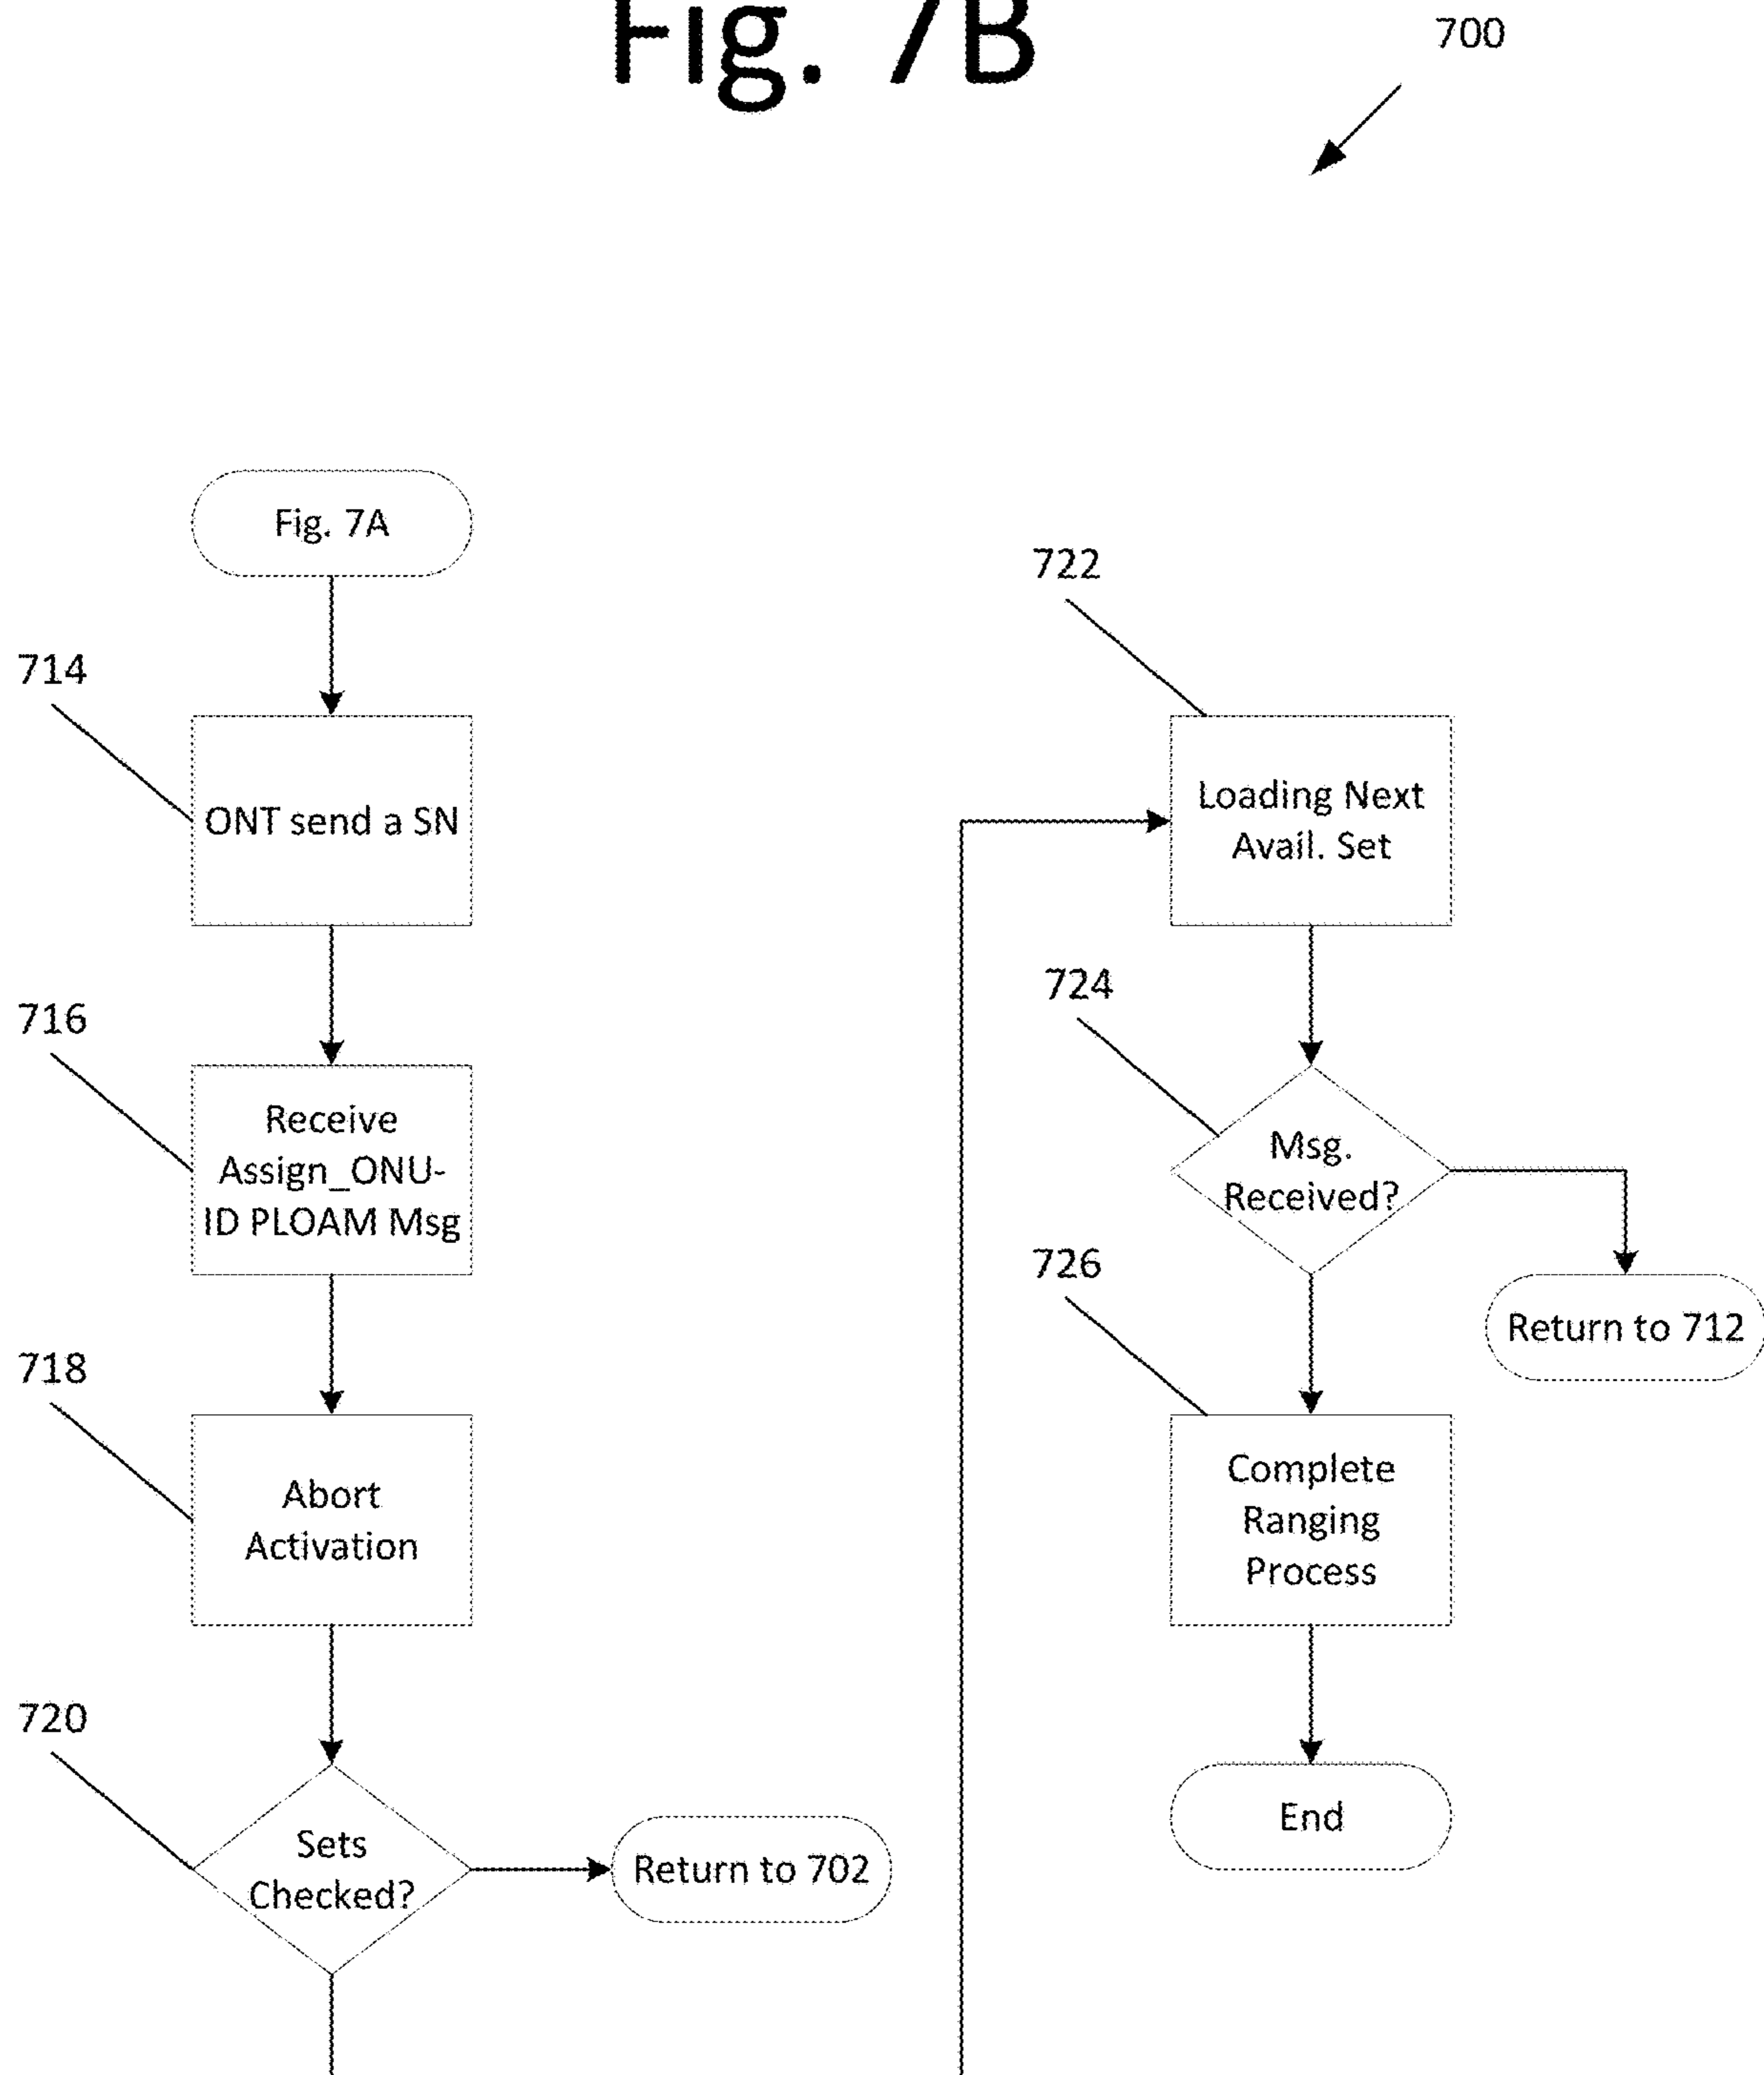 Fig. 7B
700
Fig. 7A
714
ONT send a SN
716
Receive
Assign_ONU-
ID PLOAM Msg
718
Abort
Activation
720
Sets
Checked?
Return to 702
722
Loading Next
Avail. Set
724
Msg.
Received?
Return to 712
726
Complete
Ranging
Process
End